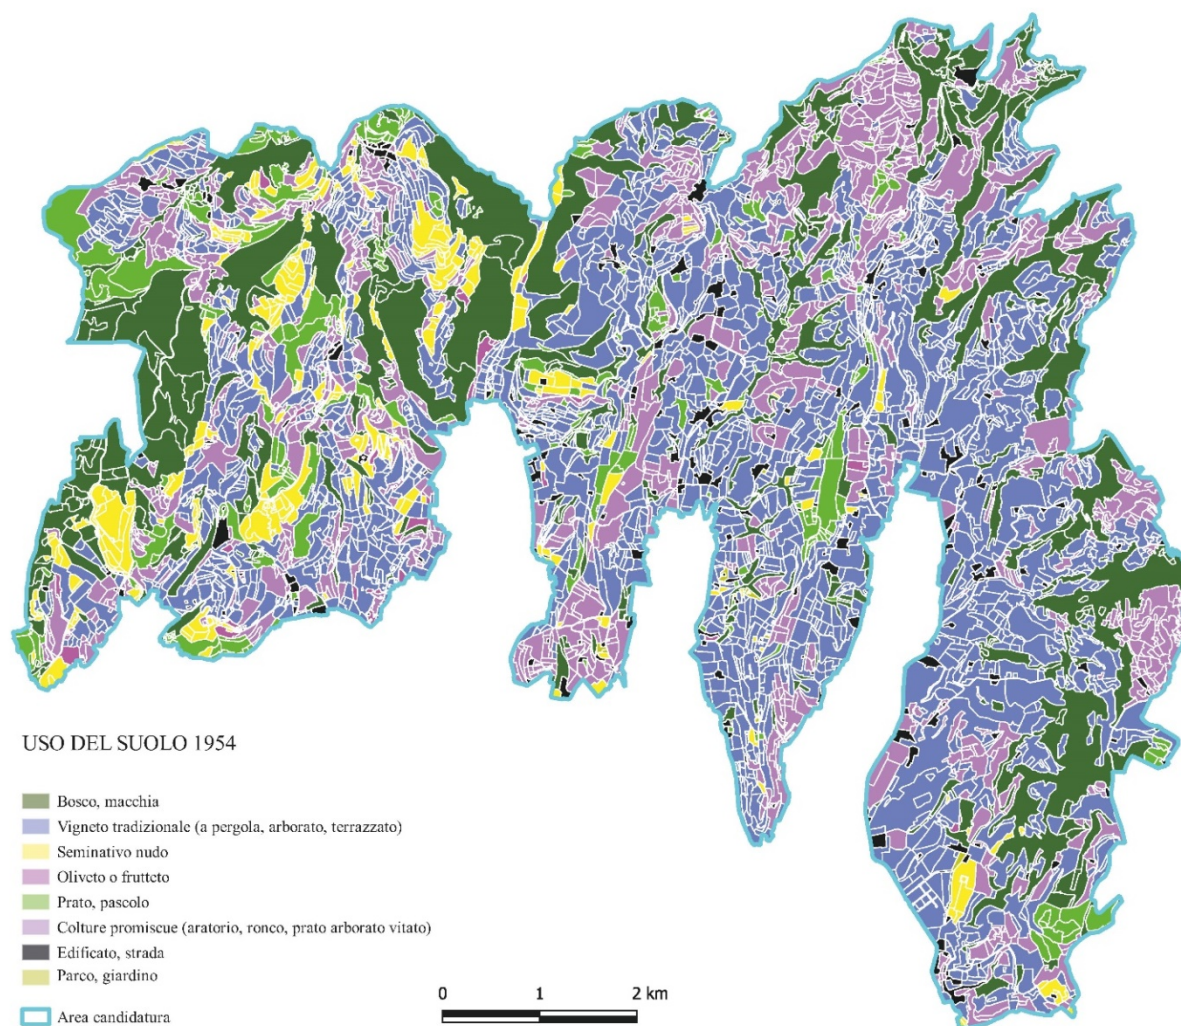 USO DEL SUOLO 1954
Bosco, macchia
Vigneto tradizionale (a pergola, arborato, terrazzato)
Seminativo nudo
Oliveto o frutteto
Prato, pascolo
Colture promiscue (aratorio, ronco, prato arborato vitato)
Edificato, strada
Parco, giardino
Area candidatura
0 1 2 km